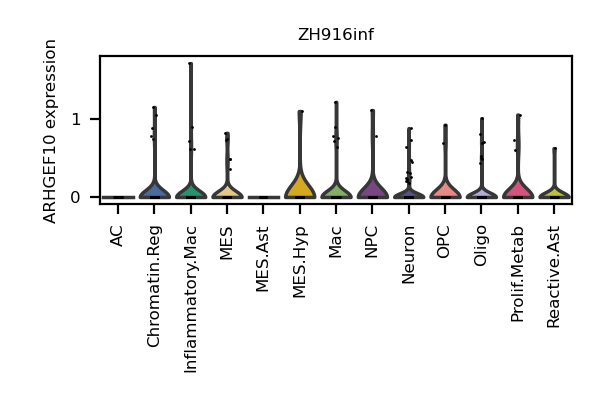 ZH916inf
ARHGEF10 expression
1
0
AC
Chromatin.Reg
Inflammatory.Mac
MES
MES.Ast
MES.Hyp
Mac
NPC
Neuron
OPC
Oligo
Prolif.Metab
Reactive.Ast